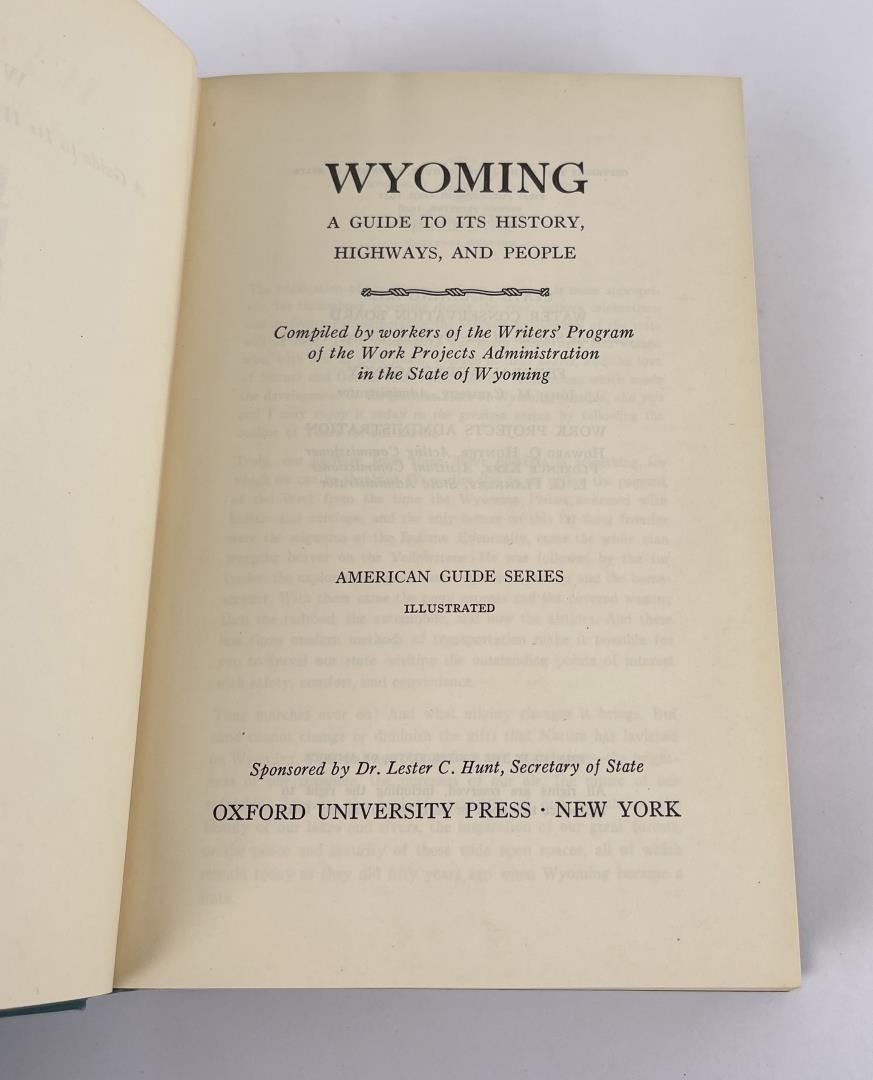 WYOMING
A GUIDE TO ITS HISTORY,
HIGHWAYS, AND PEOPLE
Compiled by workers of the Writers' Program
of the Work Projects Administration
in the State of Wyoming
AMERICAN GUIDE SERIES
ILLUSTRATED
Sponsored by Dr. Lester C. Hunt, Secretary of State
OXFORD UNIVERSITY PRESS · NEW YORK